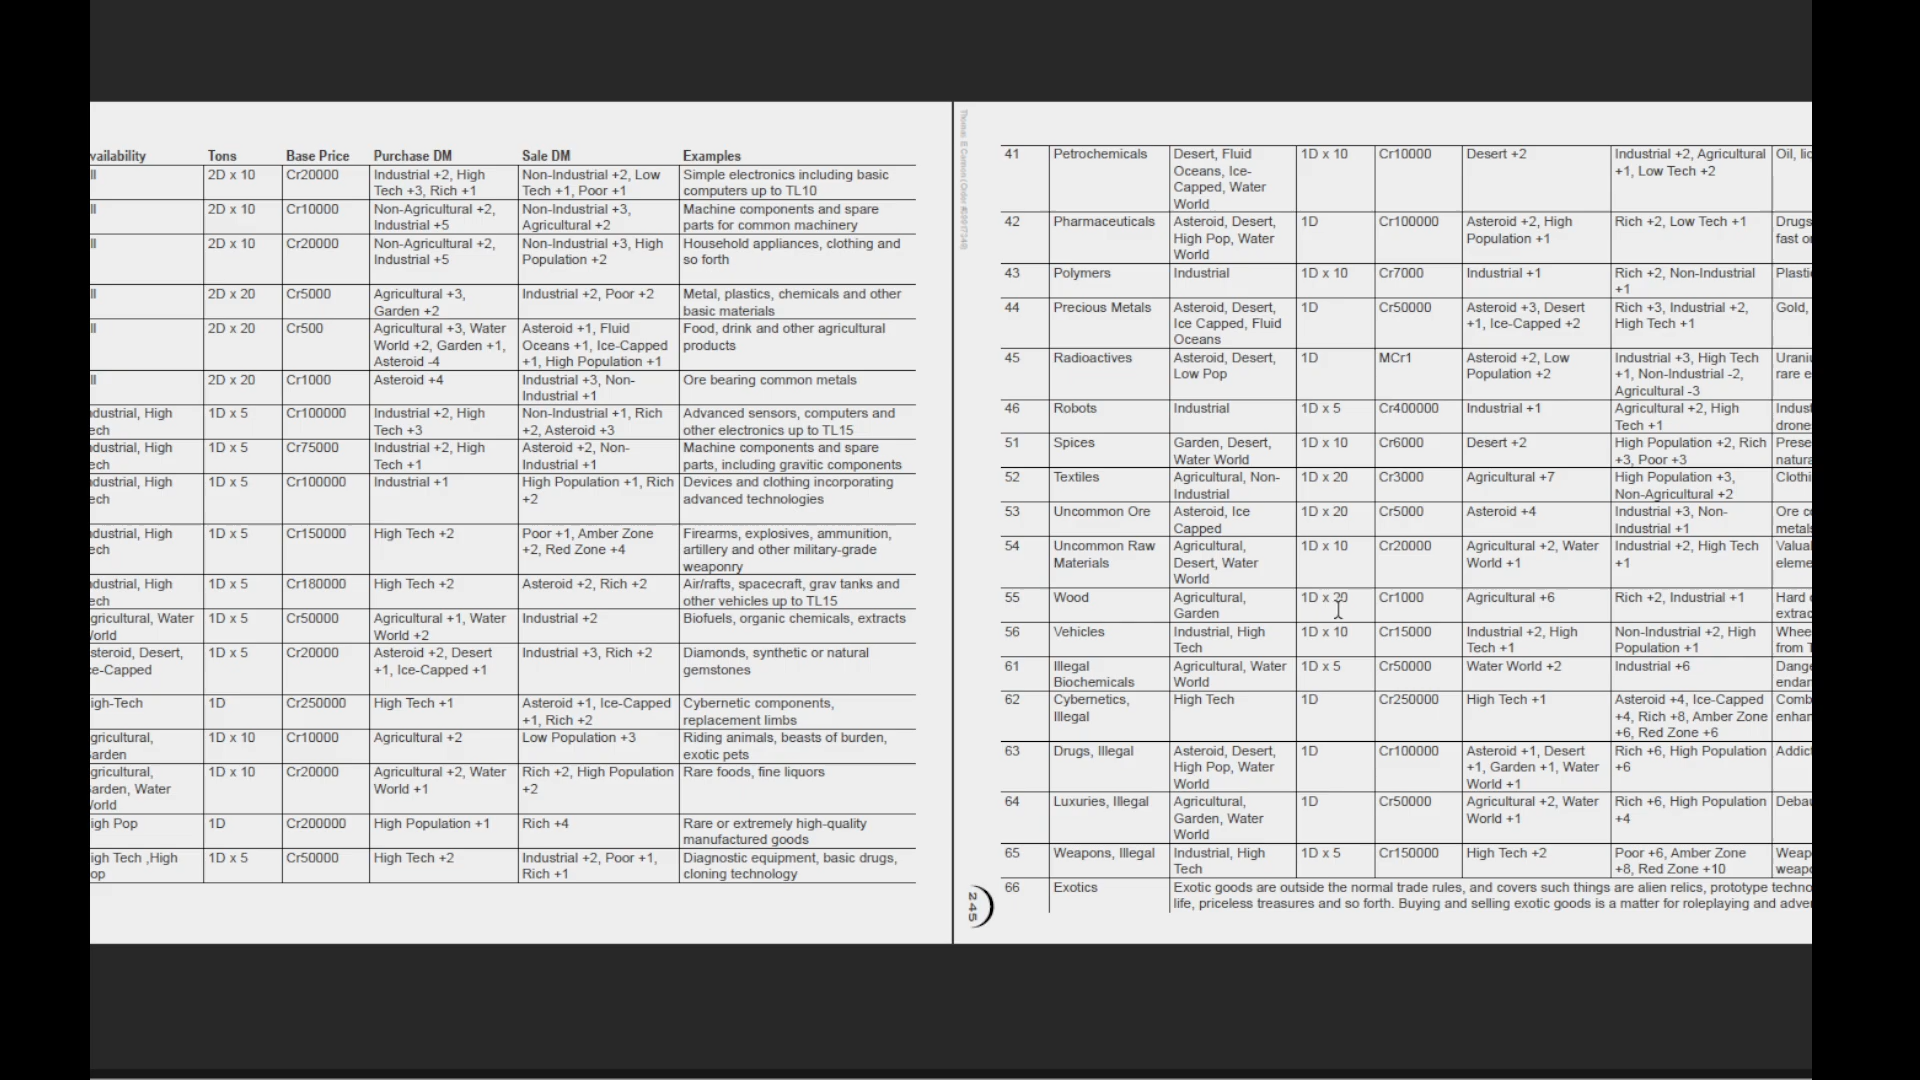 vailability Tons Base Price Purchase DM Sale DM Examples
ll 2D x 10 Cr20000 Industrial +2, High Non-Industrial +2, Low Simple electronics including basic
Tech +3, Rich +1 Tech +1, Poor +1 computers up to TL10
ll 2D x 10 Cr10000 Non-Agricultural +2, Non-Industrial +3, Machine components and spare
Industrial +5 Agricultural +2 parts for common machinery
ll 2D x 10 Cr20000 Non-Agricultural +2, Non-Industrial +3, High Household appliances, clothing and
Industrial +5 Population +2 so forth
ll 2D x 20 Cr5000 Agricultural +3, Industrial +2, Poor +2 Metal, plastics, chemicals and other
Garden +2 basic materials
ll 2D x 20 Cr500 Agricultural +3, Water Asteroid +1, Fluid Food, drink and other agricultural
World +2, Garden +1, Oceans +1, Ice-Capped products
Asteroid -4 +1, High Population +1
ll 2D x 20 Cr1000 Asteroid +4 Industrial +3, Non- Ore bearing common metals
Industrial +1
dustrial, High 1D x 5 Cr100000 Industrial +2, High Non-Industrial +1, Rich Advanced sensors, computers and
ech Tech +3 +2, Asteroid +3 other electronics up to TL15
dustrial, High 1D x 5 Cr75000 Industrial +2, High Asteroid +2, Non- Machine components and spare
ech Tech +1 Industrial +1 parts, including gravitic components
dustrial, High 1D x 5 Cr100000 Industrial +1 High Population +1, Rich Devices and clothing incorporating
ech +2 advanced technologies
dustrial, High 1D x 5 Cr150000 High Tech +2 Poor +1, Amber Zone Firearms, explosives, ammunition,
ech +2, Red Zone +4 artillery and other military-grade
weaponry
dustrial, High 1D x 5 Cr180000 High Tech +2 Asteroid +2, Rich +2 Air/rafts, spacecraft, grav tanks and
ech other vehicles up to TL15
gricultural, Water 1D x 5 Cr50000 Agricultural +1, Water Industrial +2 Biofuels, organic chemicals, extracts
orld World +2
steroid, Desert, 1D x 5 Cr20000 Asteroid +2, Desert Industrial +3, Rich +2 Diamonds, synthetic or natural
ce-Capped +1, Ice-Capped +1 gemstones
igh-Tech 1D Cr250000 High Tech +1 Asteroid +1, Ice-Capped Cybernetic components,
+1, Rich +2 replacement limbs
gricultural, 1D x 10 Cr10000 Agricultural +2 Low Population +3 Riding animals, beasts of burden,
arden exotic pets
gricultural, 1D x 10 Cr20000 Agricultural +2, Water Rich +2, High Population Rare foods, fine liquors
arden, Water World +1 +2
orld
igh Pop 1D Cr200000 High Population +1 Rich +4 Rare or extremely high-quality
manufactured goods
igh Tech ,High 1D x 5 Cr50000 High Tech +2 Industrial +2, Poor +1, Diagnostic equipment, basic drugs,
op Rich +1 cloning technology
41 Petrochemicals Desert, Fluid 1D x 10 Cr10000 Desert +2 Industrial +2, Agricultural Oil, lic
Oceans, Ice- +1, Low Tech +2
Capped, Water
World
42 Pharmaceuticals Asteroid, Desert, 1D Cr100000 Asteroid +2, High Rich +2, Low Tech +1 Drugs
High Pop, Water Population +1 fast or
World
43 Polymers Industrial 1D x 10 Cr7000 Industrial +1 Rich +2, Non-Industrial Plasti
+1
44 Precious Metals Asteroid, Desert, 1D Cr50000 Asteroid +3, Desert Rich +3, Industrial +2, Gold,
Ice Capped, Fluid +1, Ice-Capped +2 High Tech +1
Oceans
45 Radioactives Asteroid, Desert, 1D MCr1 Asteroid +2, Low Industrial +3, High Tech Urani
Low Pop Population +2 +1, Non-Industrial -2, rare e
Agricultural -3
46 Robots Industrial 1D x 5 Cr400000 Industrial +1 Agricultural +2, High Indust
Tech +1 drone
51 Spices Garden, Desert, 1D x 10 Cr6000 Desert +2 High Population +2, Rich Prese
Water World +3, Poor +3 natura
52 Textiles Agricultural, Non- 1D x 20 Cr3000 Agricultural +7 High Population +3, Clothi
Industrial Non-Agricultural +2
53 Uncommon Ore Asteroid, Ice 1D x 20 Cr5000 Asteroid +4 Industrial +3, Non- Ore co
Capped Industrial +1 metals
54 Uncommon Raw Agricultural, 1D x 10 Cr20000 Agricultural +2, Water Industrial +2, High Tech Valual
Materials Desert, Water World +1 +1 eleme
World
55 Wood Agricultural, 1D x 20 Cr1000 Agricultural +6 Rich +2, Industrial +1 Hard
Garden extrac
56 Vehicles Industrial, High 1D x 10 Cr15000 Industrial +2, High Non-Industrial +2, High Whee
Tech Tech +1 Population +1 from
61 Illegal Agricultural, Water 1D x 5 Cr50000 Water World +2 Industrial +6 Dange
Biochemicals World endan
62 Cybernetics, High Tech 1D Cr250000 High Tech +1 Asteroid +4, Ice-Capped Comb
Illegal +4, Rich +8, Amber Zone enhan
+6, Red Zone +6
63 Drugs, Illegal Asteroid, Desert, 1D Cr100000 Asteroid +1, Desert Rich +6, High Population Addic
High Pop, Water +1, Garden +1, Water +6
World World +1
64 Luxuries, Illegal Agricultural, 1D Cr50000 Agricultural +2, Water Rich +6, High Population Debau
Garden, Water World +1 +4
World
65 Weapons, Illegal Industrial, High 1D x 5 Cr150000 High Tech +2 Poor +6, Amber Zone Weap
Tech +8, Red Zone +10 weapo
66 Exotics Exotic goods are outside the normal trade rules, and covers such things are alien relics, prototype techno
life, priceless treasures and so forth. Buying and selling exotic goods is a matter for roleplaying and adve
245